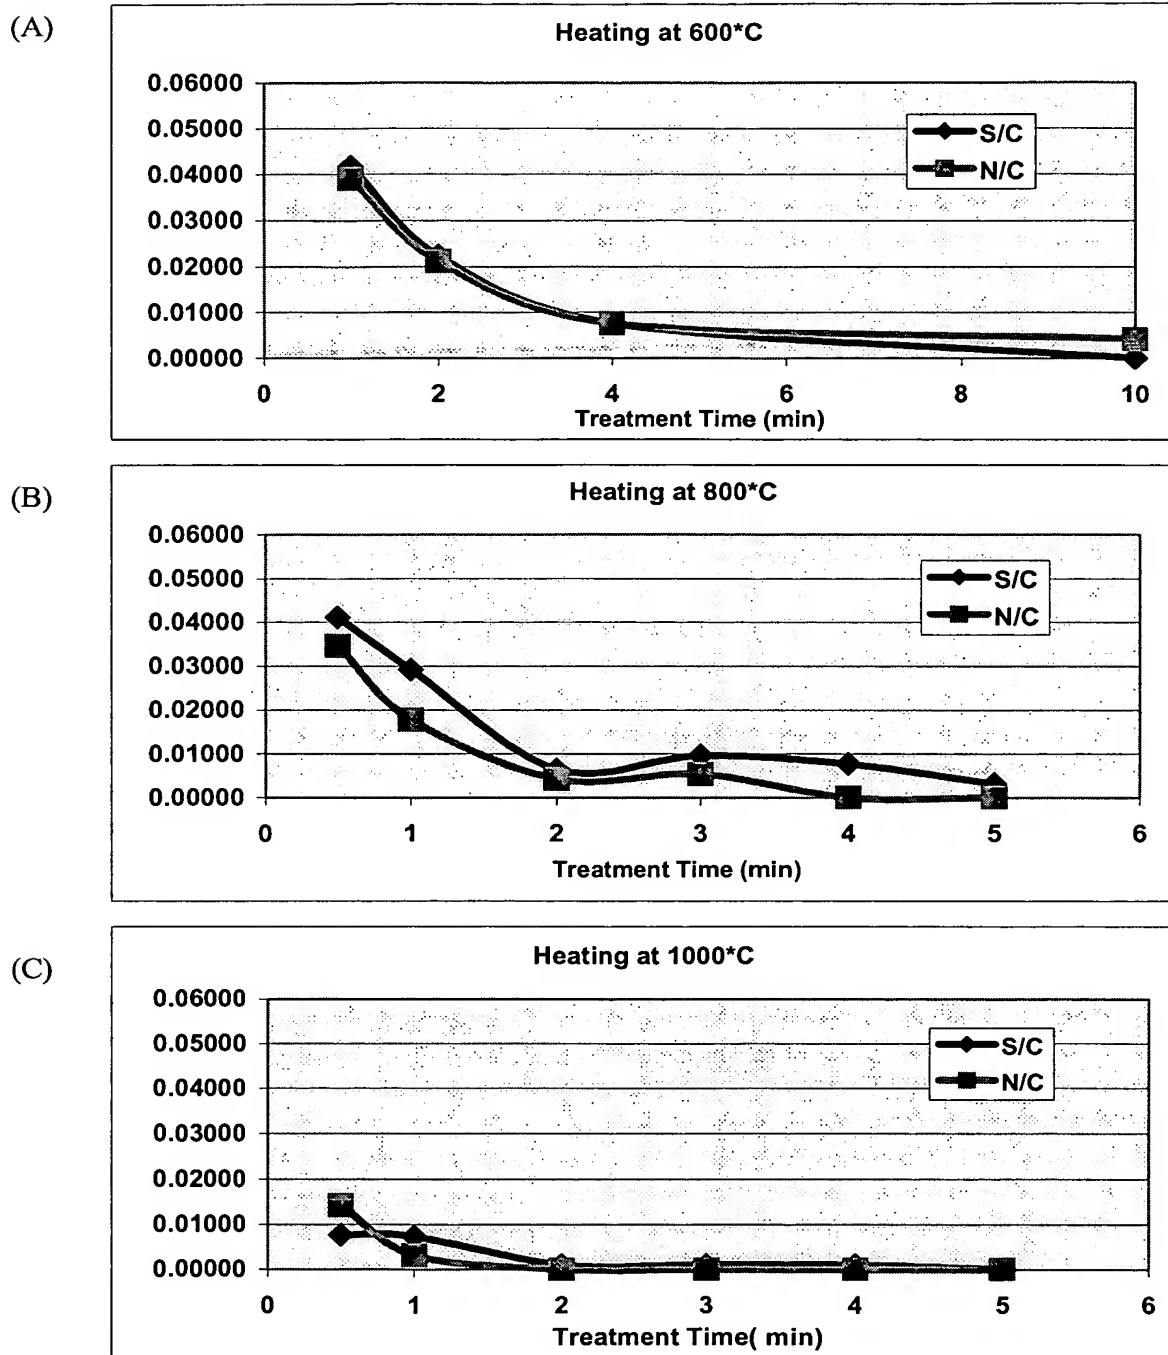 (A)
Heating at 600*C
0.06000
0.05000
0.04000
0.03000
0.02000
0.01000
0.00000
S/C
N/C
0 2 4 6 8 10
Treatment Time (min)
(B)
Heating at 800*C
0.06000
0.05000
0.04000
0.03000
0.02000
0.01000
0.00000
S/C
N/C
0 1 2 3 4 5 6
Treatment Time (min)
(C)
Heating at 1000*C
0.06000
0.05000
0.04000
0.03000
0.02000
0.01000
0.00000
S/C
N/C
0 1 2 3 4 5 6
Treatment Time( min)